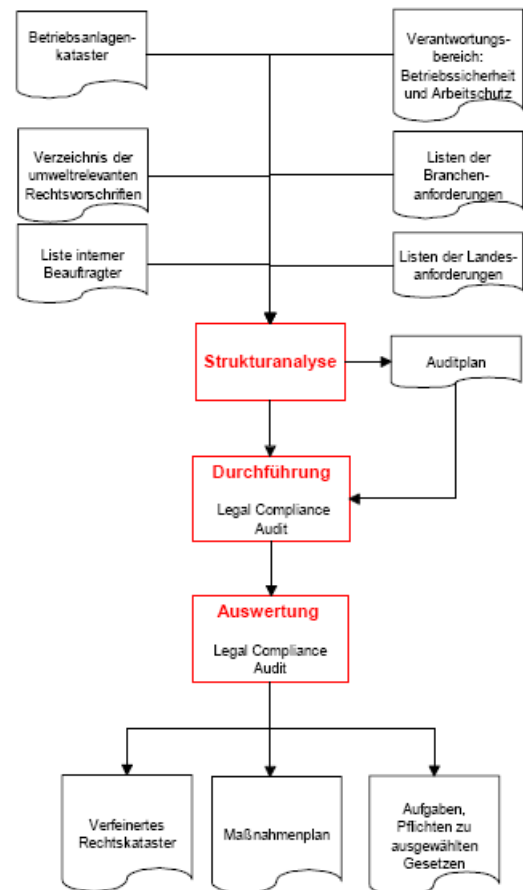 Betriebsanlagen-
kataster
Verantwortungs-
bereich:
Betriebssicherheit
und Arbeitschutz
Verzeichnis der
umweltrelevanten
Rechtsvorschriften
Listen der
Branchen-
anforderungen
Liste interner
Beauftragter
Listen der Landes-
anforderungen
Strukturanalyse
Auditplan
Durchführung
Legal Compliance
Audit
Auswertung
Legal Compliance
Audit
Verfeinertes
Rechtskataster
Maßnahmenplan
Aufgaben,
Pflichten zu
ausgewählten
Gesetzen